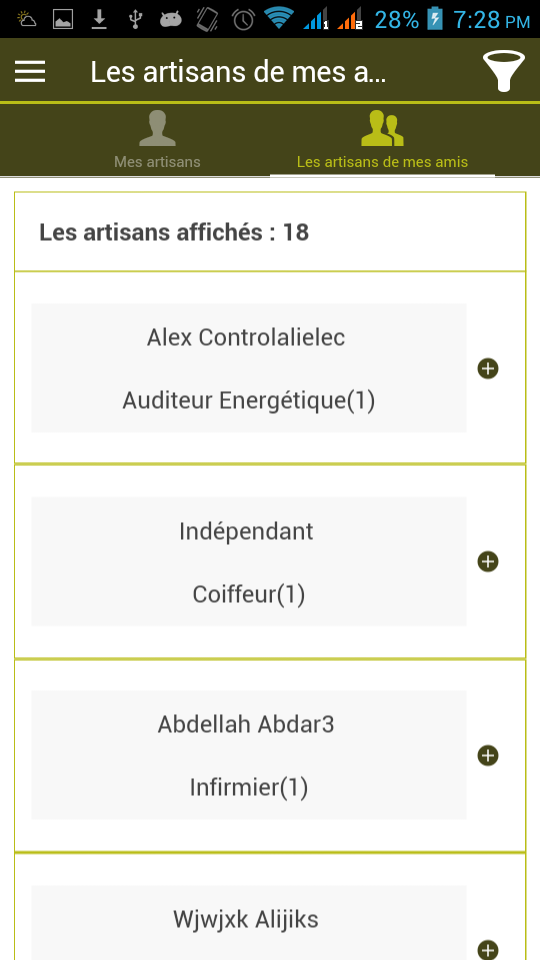 28% 7:28 PM
Les artisans de mes a...
Mes artisans
Les artisans de mes amis
Les artisans affichés : 18
Alex Controlalielec
Auditeur Energétique(1)
Indépendant
Coiffeur(1)
Abdellah Abdar3
Infirmier(1)
Wjwjxk Alijiks